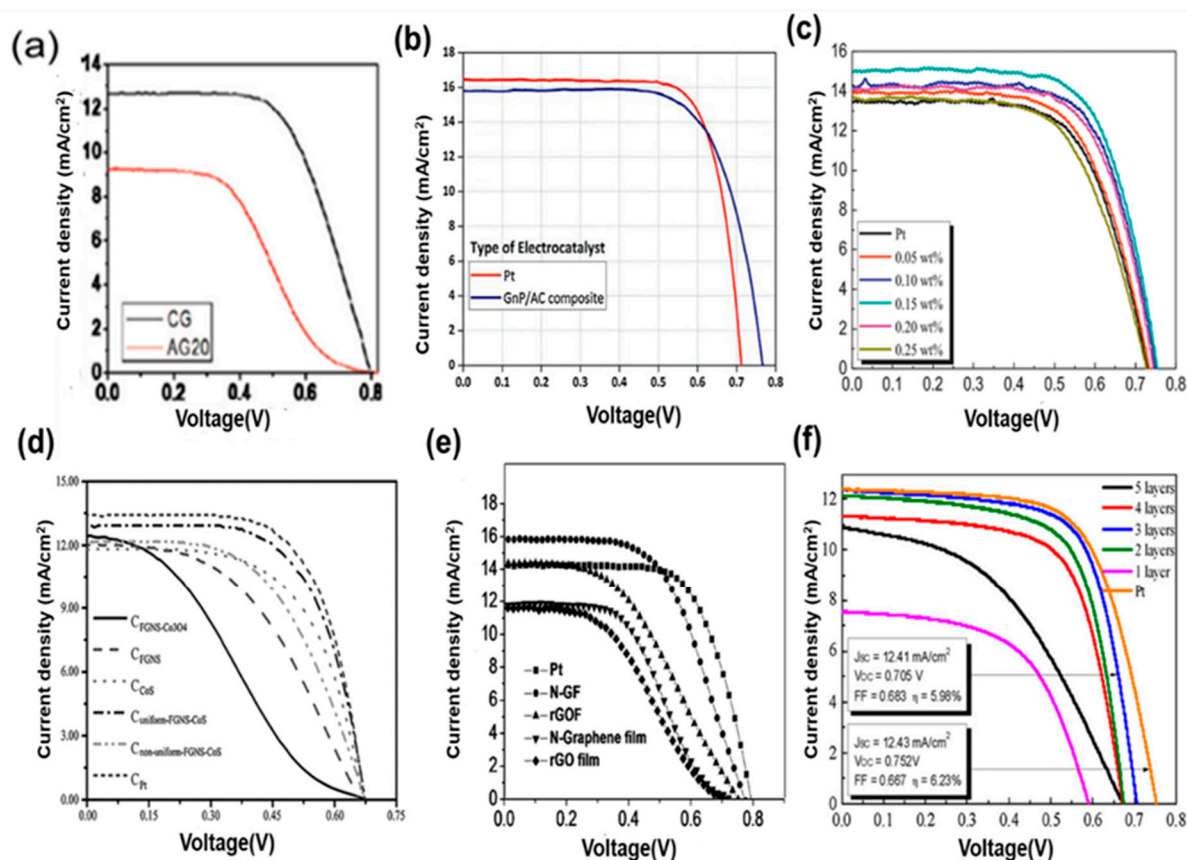 (a)
Current density (mA/cm²)
14
12
10
8
6
4
2
0
CG
AG20
0.0 0.2 0.4 0.6 0.8
Voltage(V)
(b)
Current density (mA/cm²)
18
16
14
12
10
8
6
4
2
0
Type of Electrocatalyst
Pt
GnP/AC composite
0.0 0.1 0.2 0.3 0.4 0.5 0.6 0.7 0.8
Voltage(V)
(c)
Current density (mA/cm²)
16
14
12
10
8
6
4
2
0
Pt
0.05 wt%
0.10 wt%
0.15 wt%
0.20 wt%
0.25 wt%
0.0 0.1 0.2 0.3 0.4 0.5 0.6 0.7 0.8
Voltage(V)
(d)
Current density (mA/cm²)
15.00
12.00
9.00
6.00
3.00
0.00
C FGNS-Co3O4
C FGNS
C CoS
C uniform-FGNS-CoS
C non-uniform-FGNS-CoS
C Pt
0.00 0.15 0.30 0.45 0.60 0.75
Voltage(V)
(e)
Current density (mA/cm²)
18
16
14
12
10
8
6
4
2
0
Pt
N-GF
rGOF
N-Graphene film
rGO film
0.0 0.2 0.4 0.6 0.8
Voltage(V)
(f)
Current density (mA/cm²)
12
10
8
6
4
2
0
5 layers
4 layers
3 layers
2 layers
1 layer
Pt
Jsc = 12.41 mA/cm²
Voc = 0.705 V
FF = 0.683 η = 5.98%
Jsc = 12.43 mA/cm²
Voc = 0.752V
FF = 0.667 η = 6.23%
0.0 0.1 0.2 0.3 0.4 0.5 0.6 0.7 0.8
Voltage(V)